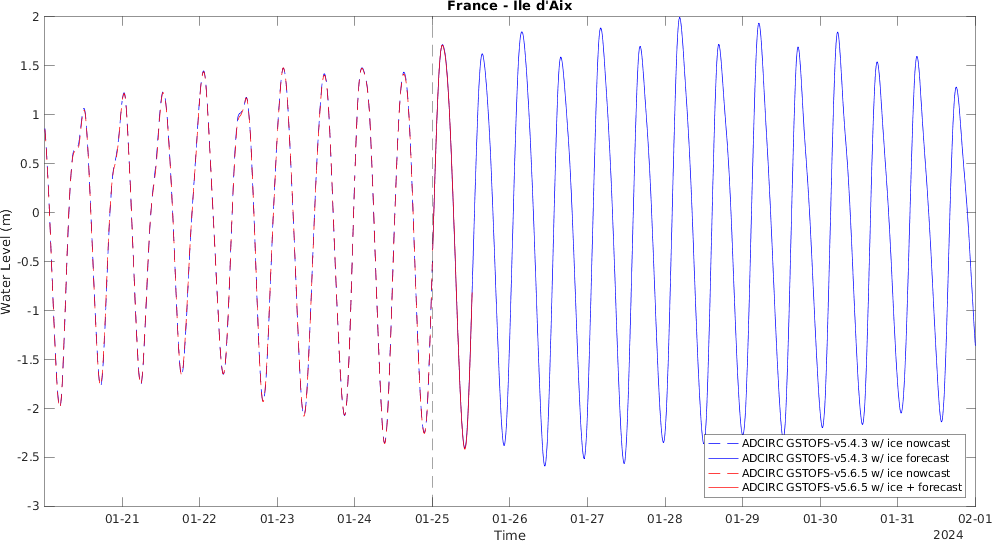 France - Ile d'Aix
2
1.5
1
0.5
0
-0.5
-1
-1.5
-2
-2.5
-3
Water Level (m)
ADCIRC GSTOFS-v5.4.3 w/ ice nowcast
ADCIRC GSTOFS-v5.4.3 w/ ice forecast
ADCIRC GSTOFS-v5.6.5 w/ ice nowcast
ADCIRC GSTOFS-v5.6.5 w/ ice + forecast
01-21 01-22 01-23 01-24 01-25 01-26 01-27 01-28 01-29 01-30 01-31 02-01
Time
2024